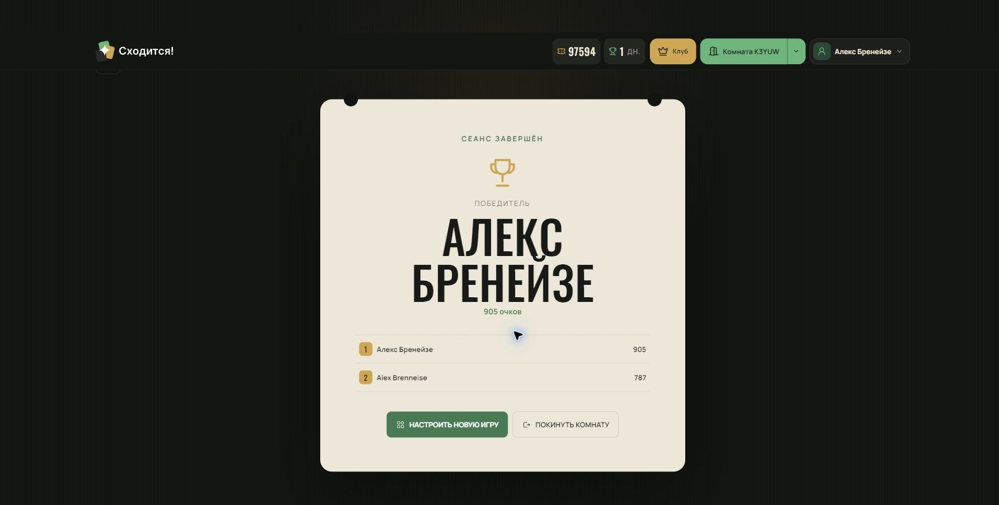 Сходится!
97594
1 ДН.
Клуб
Комната K3YUW
Алекс Бренейзе
СЕАНС ЗАВЕРШЁН
ПОБЕДИТЕЛЬ
АЛЕКС
БРЕНЕЙЗЕ
905 очков
1 Алекс Бренейзе 905
2 Alex Brenneise 787
НАСТРОИТЬ НОВУЮ ИГРУ
ПОКИНУТЬ КОМНАТУ